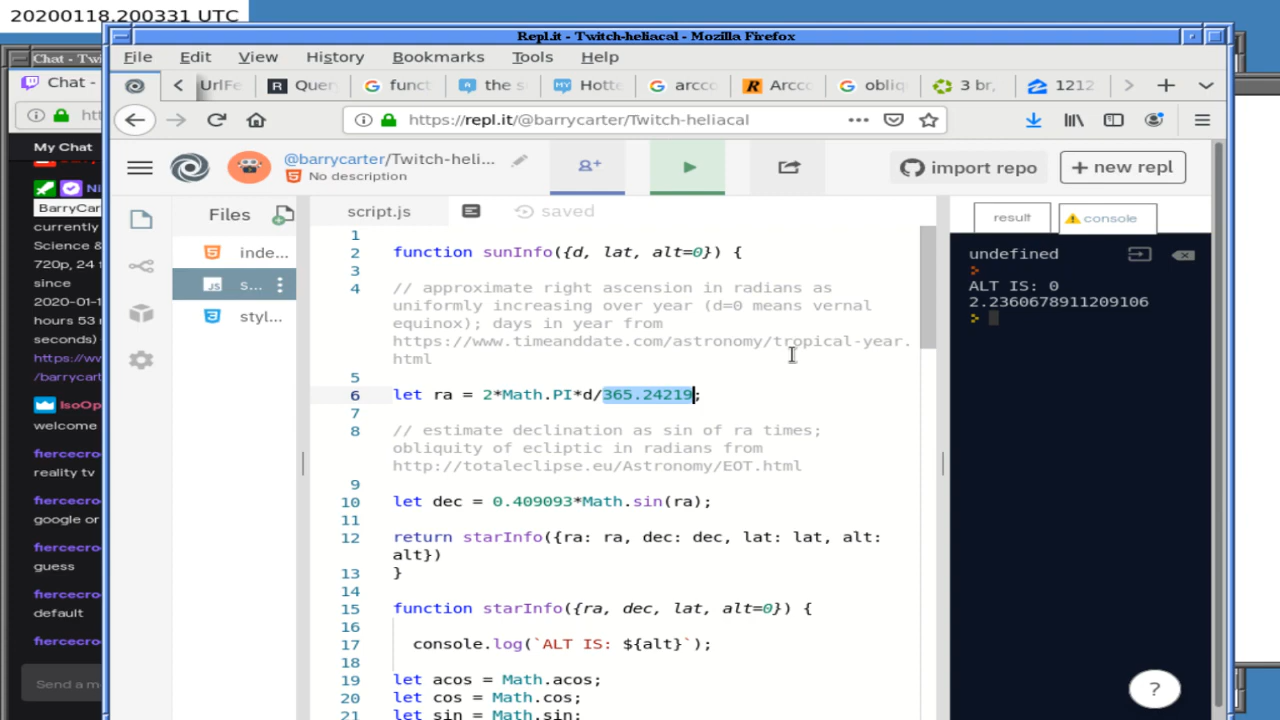 20200118.200331 UTC
Repl.it - Twitch-heliacal - Mozilla Firefox
Chat - Twi
File Edit View History Bookmarks Tools Help
Chat -
UrlFe Quer funct the s Hotte arcco Arcco obliq 3 br, 1212
https://repl.it/@barrycarter/Twitch-heliacal
My Chat
@barrycarter/Twitch-heli...
No description
import repo
+ new repl
Ni
BarryCar
currently
Science &
720p, 24
since
2020-01-1
hours 53
seconds)
https://ww
/barrycart
IsoOp
welcome
fiercecro
reality tv
fiercecro
google or
fiercecro
guess
fiercecro
default
fiercecro
Send a m
Files
inde...
s...
styl...
script.js
saved
1
2 function sunInfo({d, lat, alt=0}) {
3
4 // approximate right ascension in radians as
uniformly increasing over year (d=0 means vernal
equinox); days in year from
https://www.timeanddate.com/astronomy/tropical-year.
html
5
6 let ra = 2*Math.PI*d/365.24219;
7
8 // estimate declination as sin of ra times;
obliquity of ecliptic in radians from
http://totaleclipse.eu/Astronomy/EOT.html
9
10 let dec = 0.409093*Math.sin(ra);
11
12 return starInfo({ra: ra, dec: dec, lat: lat, alt:
alt})
13 }
14
15 function starInfo({ra, dec, lat, alt=0}) {
16
17 console.log(`ALT IS: ${alt}`);
18
19 let acos = Math.acos;
20 let cos = Math.cos;
21 let sin = Math.sin;
result
console
undefined
>
ALT IS: 0
2.2360678911209106
>
?